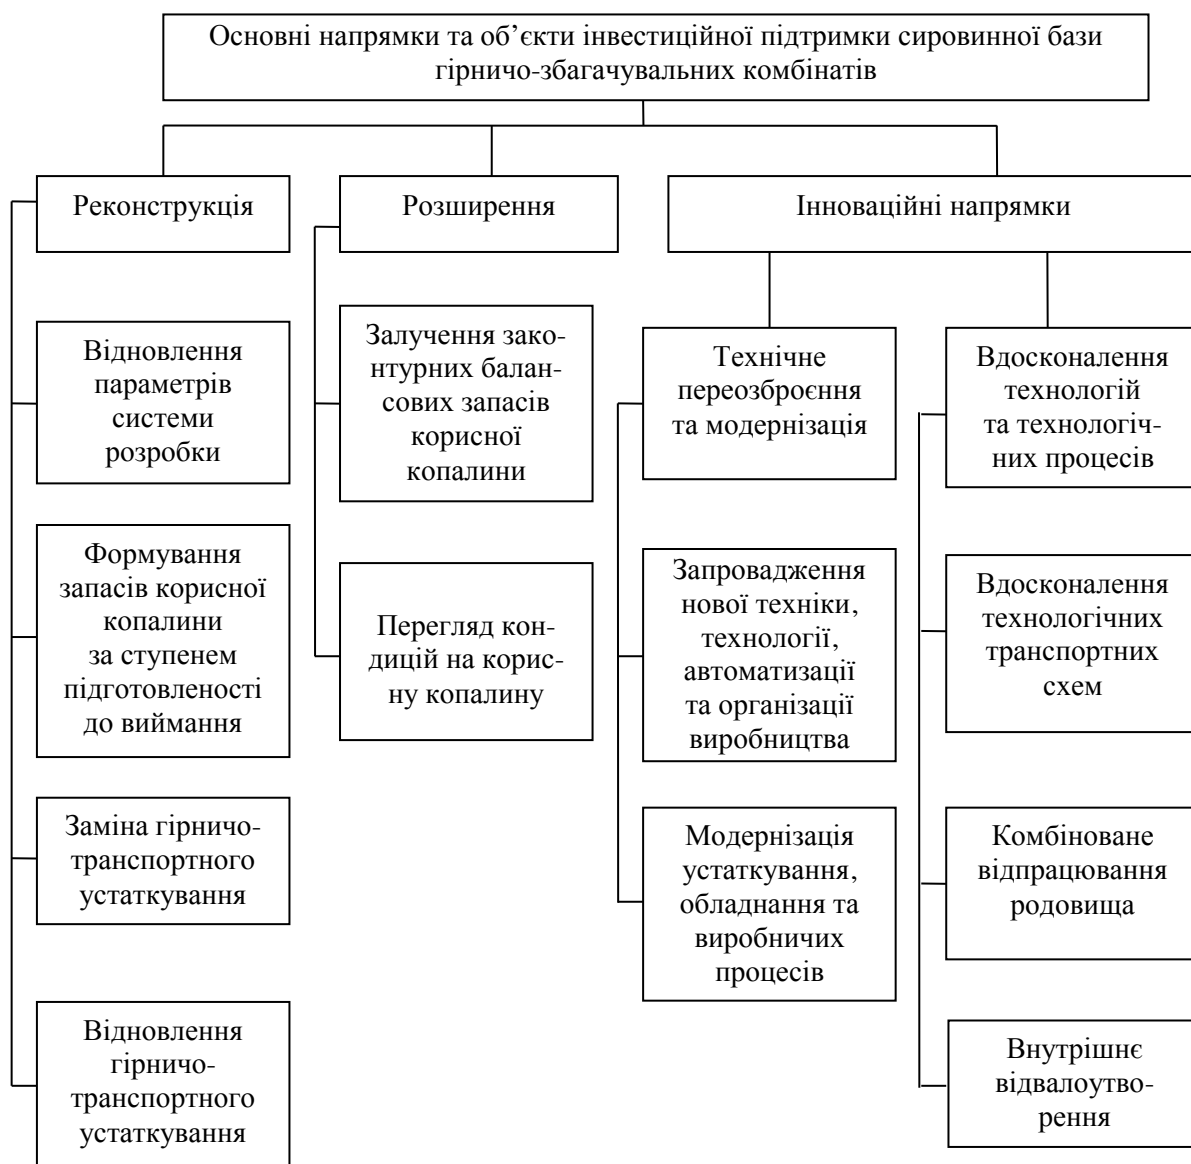 Основні напрямки та об’єкти інвестиційної підтримки сировинної бази
гірничо-збагачувальних комбінатів
Реконструкція
Розширення
Інноваційні напрямки
Відновлення
параметрів
системи
розробки
Формування
запасів корисної
копалини
за ступенем
підготовленості
до виймання
Заміна гірничо-
транспортного
устаткування
Відновлення
гірничо-
транспортного
устаткування
Залучення зако-
нтурних балан-
сових запасів
корисної
копалини
Перегляд кон-
дицій на корис-
ну копалину
Технічне
переозброєння
та модернізація
Запровадження
нової техніки,
технології,
автоматизації
та організації
виробництва
Модернізація
устаткування,
обладнання та
виробничих
процесів
Вдосконалення
технологій
та технологіч-
них процесів
Вдосконалення
технологічних
транспортних
схем
Комбіноване
відпрацювання
родовища
Внутрішнє
відвалоутво-
рення